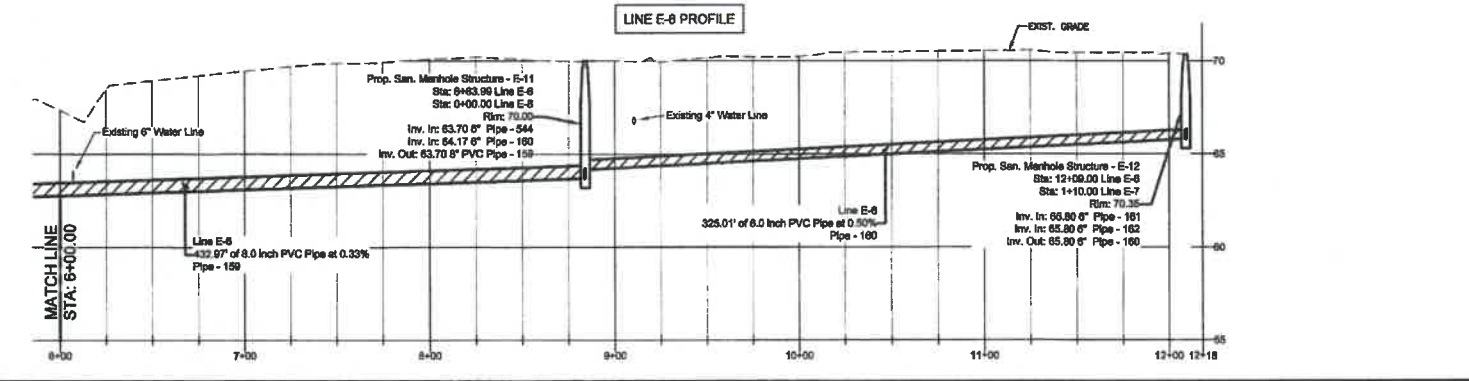 LINE E-6 PROFILE
EXIST. GRADE
70
Prop. San. Manhole Structure - E-11
Sta: 8+83.99 Line E-6
Sta: 0+00.00 Line E-8
Rim: 70.00
Inv. In: 63.70 6" Pipe - 544
Inv. In: 64.17 6" Pipe - 160
Inv. Out: 63.70 8" PVC Pipe - 159
Existing 6" Water Line
Existing 4" Water Line
65
Prop. San. Manhole Structure - E-12
Sta: 12+09.00 Line E-6
Sta: 1+10.00 Line E-7
Rim: 70.35
Inv. In: 65.80 6" Pipe - 161
Inv. In: 65.80 6" Pipe - 162
Inv. Out: 65.80 6" Pipe - 160
Line E-6
325.01' of 6.0 Inch PVC Pipe at 0.50%
Pipe - 160
60
Line E-6
432.97' of 8.0 Inch PVC Pipe at 0.33%
Pipe - 159
MATCH LINE
STA: 6+00.00
55
6+00 7+00 8+00 9+00 10+00 11+00 12+00 12+18